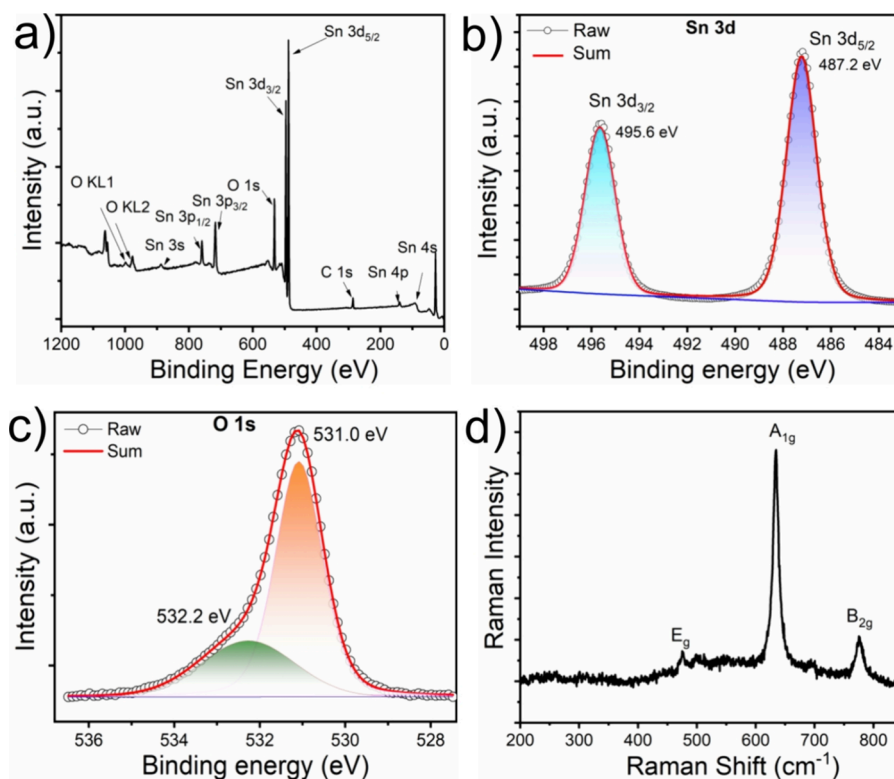 a)
Sn 3d5/2
Sn 3d3/2
O 1s
O KL1
O KL2
Sn 3p1/2
Sn 3p3/2
Sn 3s
C 1s
Sn 4p
Sn 4s
Intensity (a.u.)
1200 1000 800 600 400 200 0
Binding Energy (eV)
b)
Raw
Sum
Sn 3d
Sn 3d5/2
487.2 eV
Sn 3d3/2
495.6 eV
Intensity (a.u.)
498 496 494 492 490 488 486 484
Binding energy (eV)
c)
Raw
Sum
O 1s
531.0 eV
532.2 eV
Intensity (a.u.)
536 534 532 530 528
Binding energy (eV)
d)
A1g
B2g
Eg
Raman Intensity
200 300 400 500 600 700 800
Raman Shift (cm-1)